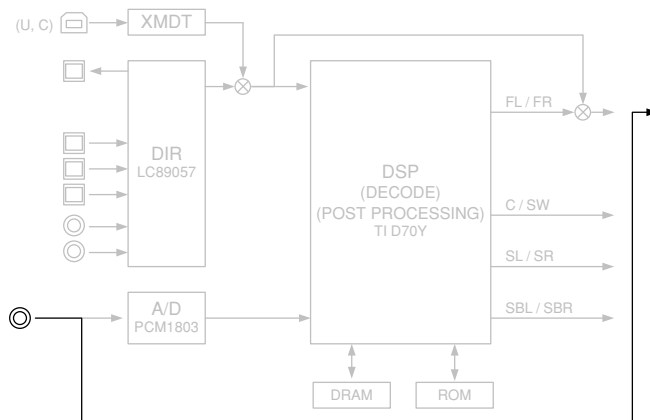 (U, C)
XMDT
FL / FR
DIR
LC89057
DSP
(DECODE)
(POST PROCESSING)
TI D70Y
C / SW
SL / SR
A/D
PCM1803
SBL / SBR
DRAM
ROM